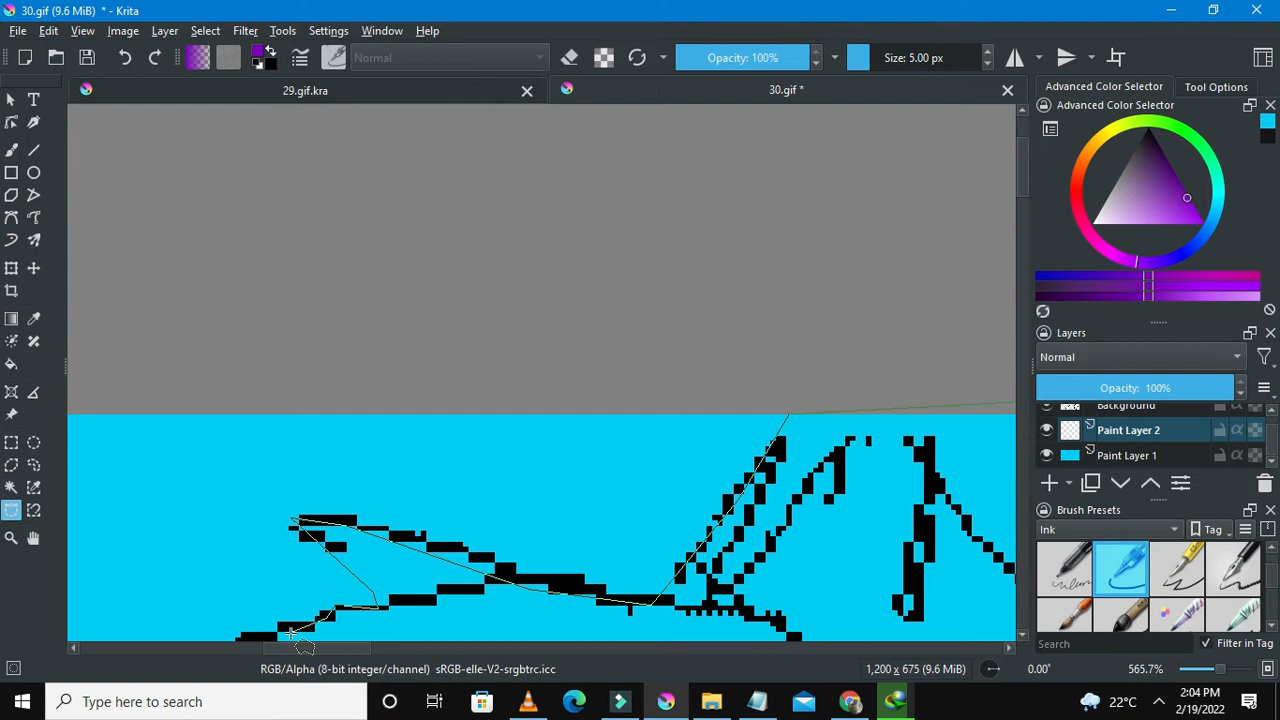 30.gif (9.6 MiB) * - Krita
File Edit View Image Layer Select Filter Tools Settings Window Help
Normal Opacity: 100% Size: 5.00 px
29.gif.kra 30.gif *
Advanced Color Selector Tool Options
Advanced Color Selector
Layers
Normal
Opacity: 100%
Background
Paint Layer 2
Paint Layer 1
Brush Presets
Ink Tag
Search Filter in Tag
RGB/Alpha (8-bit integer/channel) sRGB-elle-V2-srgbtrc.icc 1,200 x 675 (9.6 MiB) 0.00° 565.7%
Type here to search 22°C 2:04 PM
2/19/2022